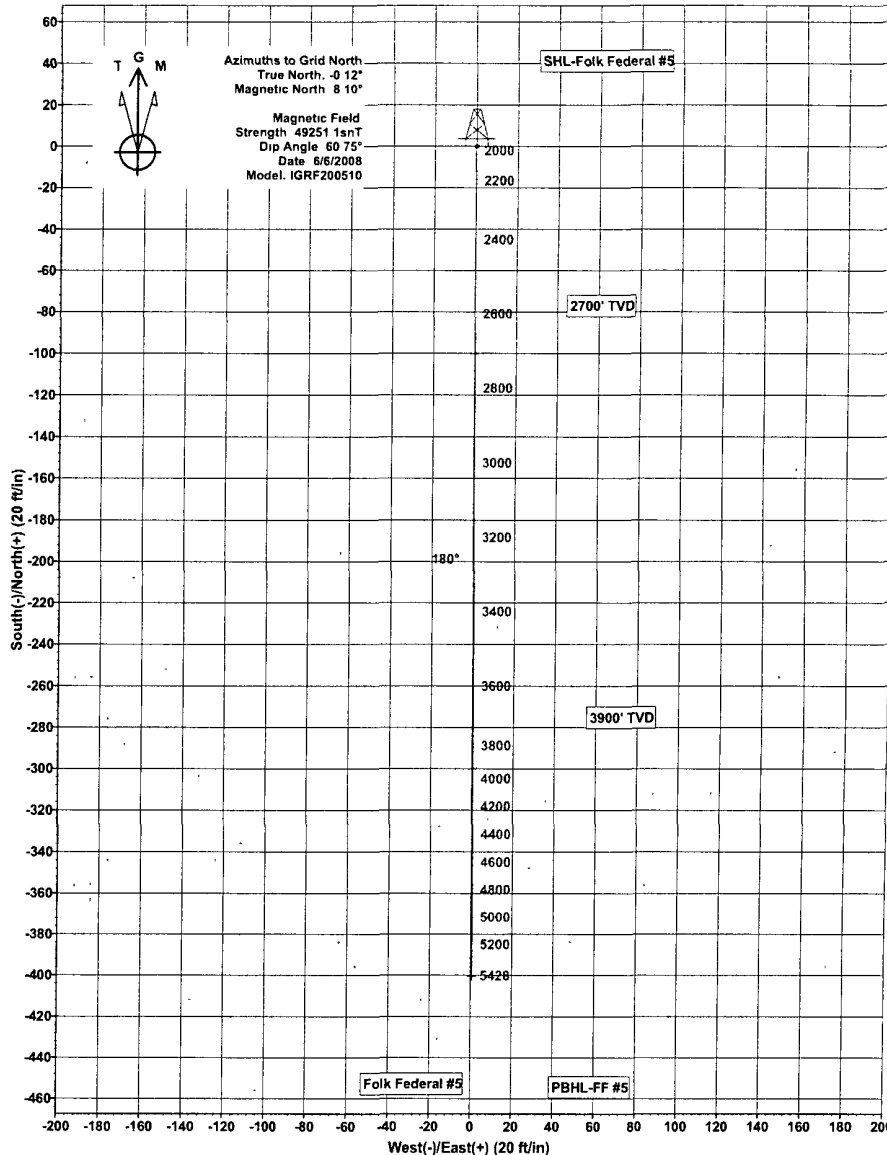 T G M
Azimuths to Grid North
True North. -0 12°
Magnetic North 8 10°
Magnetic Field
Strength 49251 1snT
Dip Angle 60 75°
Date 6/6/2008
Model. IGRF200510
SHL-Folk Federal #5
60
40
20
0
-20
-40
-60
-80
-100
-120
-140
-160
-180
-200
-220
-240
-260
-280
-300
-320
-340
-360
-380
-400
-420
-440
-460
South(-)/North(+) (20 ft/in)
2000
2200
2400
2600
2700' TVD
2800
3000
3200
180°
3400
3600
3900' TVD
3800
4000
4200
4400
4600
4800
5000
5200
5428
Folk Federal #5
PBHL-FF #5
-200 -180 -160 -140 -120 -100 -80 -60 -40 -20 0 20 40 60 80 100 120 140 160 180 200
West(-)/East(+) (20 ft/in)